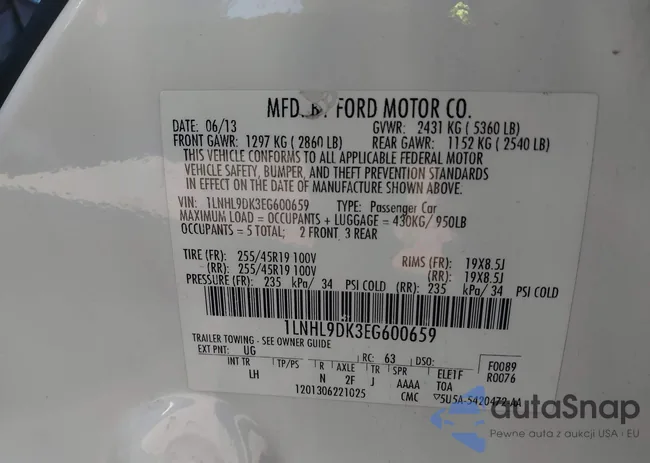 MFD. BY FORD MOTOR CO.
DATE: 06/13 GVWR: 2431 KG ( 5360 LB)
FRONT GAWR: 1297 KG ( 2860 LB) REAR GAWR: 1152 KG ( 2540 LB)
THIS VEHICLE CONFORMS TO ALL APPLICABLE FEDERAL MOTOR
VEHICLE SAFETY, BUMPER, AND THEFT PREVENTION STANDARDS
IN EFFECT ON THE DATE OF MANUFACTURE SHOWN ABOVE.
VIN: 1LNHL9DK3EG600659 TYPE: Passenger Car
MAXIMUM LOAD = OCCUPANTS + LUGGAGE = 430KG/ 950LB
OCCUPANTS = 5 TOTAL; 2 FRONT, 3 REAR
TIRE (FR): 255/45R19 100V RIMS (FR): 19X8.5J
(RR): 255/45R19 100V (RR): 19X8.5J
PRESSURE (FR): 235 kPa/ 34 PSI COLD (RR): 235 kPa/ 34 PSI COLD
1LNHL9DK3EG600659
TRAILER TOWING - SEE OWNER GUIDE
EXT PNT: UG RC: 63 DSO: F0089
INT TR TP/PS R AXLE TR SPR ELETF R0076
LH N 2F J AAAA TOA
1201306221025 CMC ▽5U5A-5420472-AA
autaSnap
Pewne auta z aukcji USA i EU